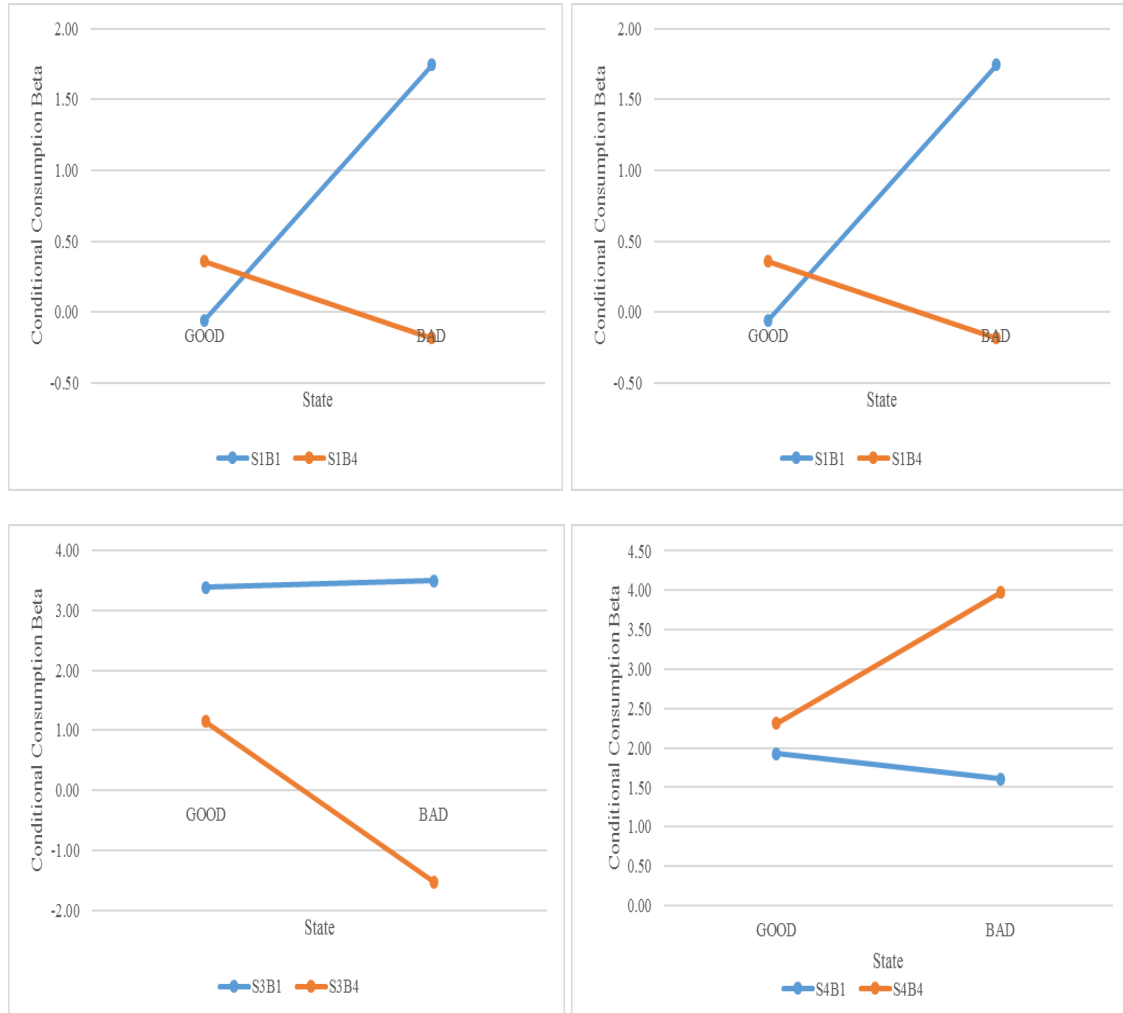 Conditional Consumption Beta
2.00
1.50
1.00
0.50
0.00
-0.50
GOOD
BAD
State
S1B1
S1B4
Conditional Consumption Beta
2.00
1.50
1.00
0.50
0.00
-0.50
GOOD
BAD
State
S1B1
S1B4
Conditional Consumption Beta
4.00
3.00
2.00
1.00
0.00
-1.00
-2.00
GOOD
BAD
State
S3B1
S3B4
Conditional Consumption Beta
4.50
4.00
3.50
3.00
2.50
2.00
1.50
1.00
0.50
0.00
GOOD
BAD
State
S4B1
S4B4